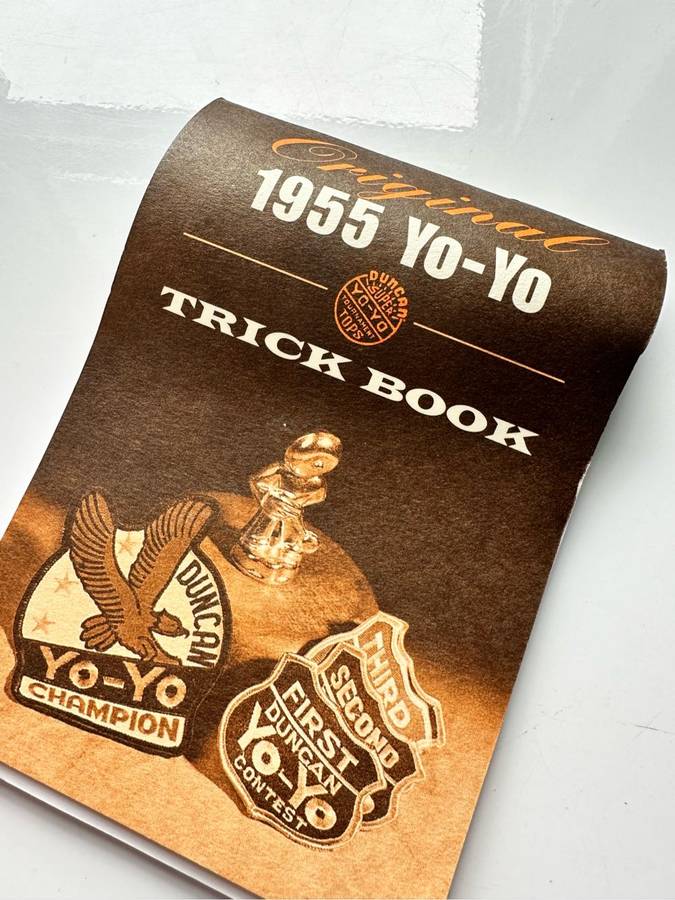 Original
1955 Yo-Yo
DUNCAN
SUPER
YO-YO
TOURNAMENT
TOPS
TRICK BOOK
DUNCAN
Yo-Yo
CHAMPION
THIRD
SECOND
FIRST
DUNCAN
Yo-Yo
CONTEST